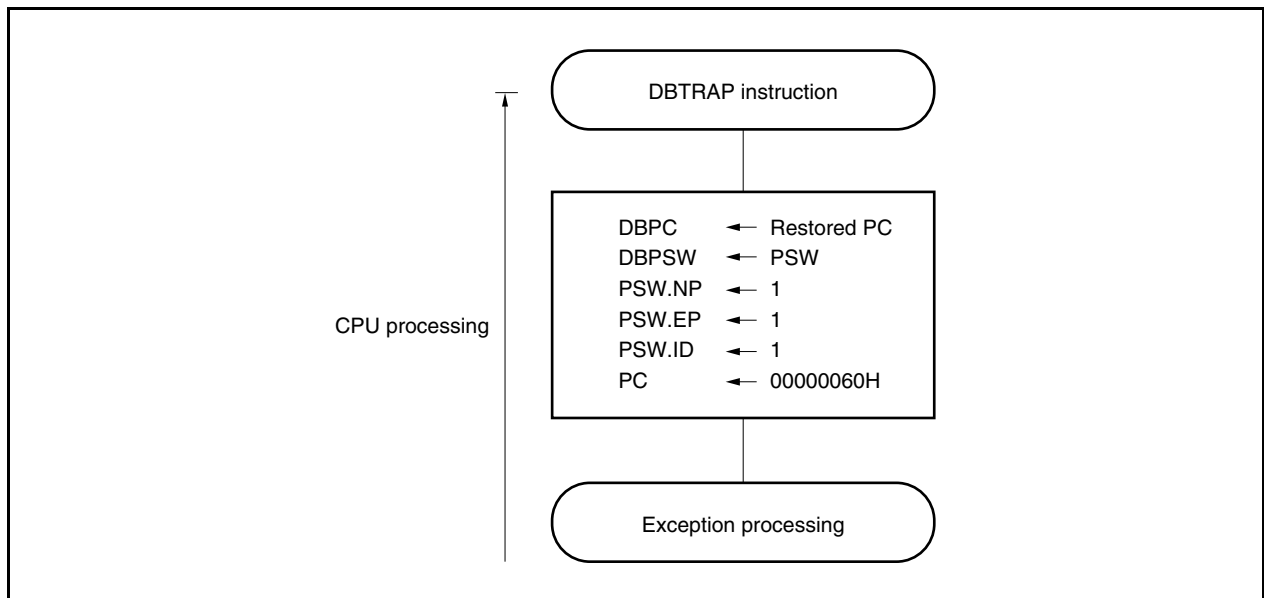 DBTRAP instruction
DBPC ← Restored PC
DBPSW ← PSW
PSW.NP ← 1
PSW.EP ← 1
PSW.ID ← 1
PC ← 00000060H
CPU processing
Exception processing